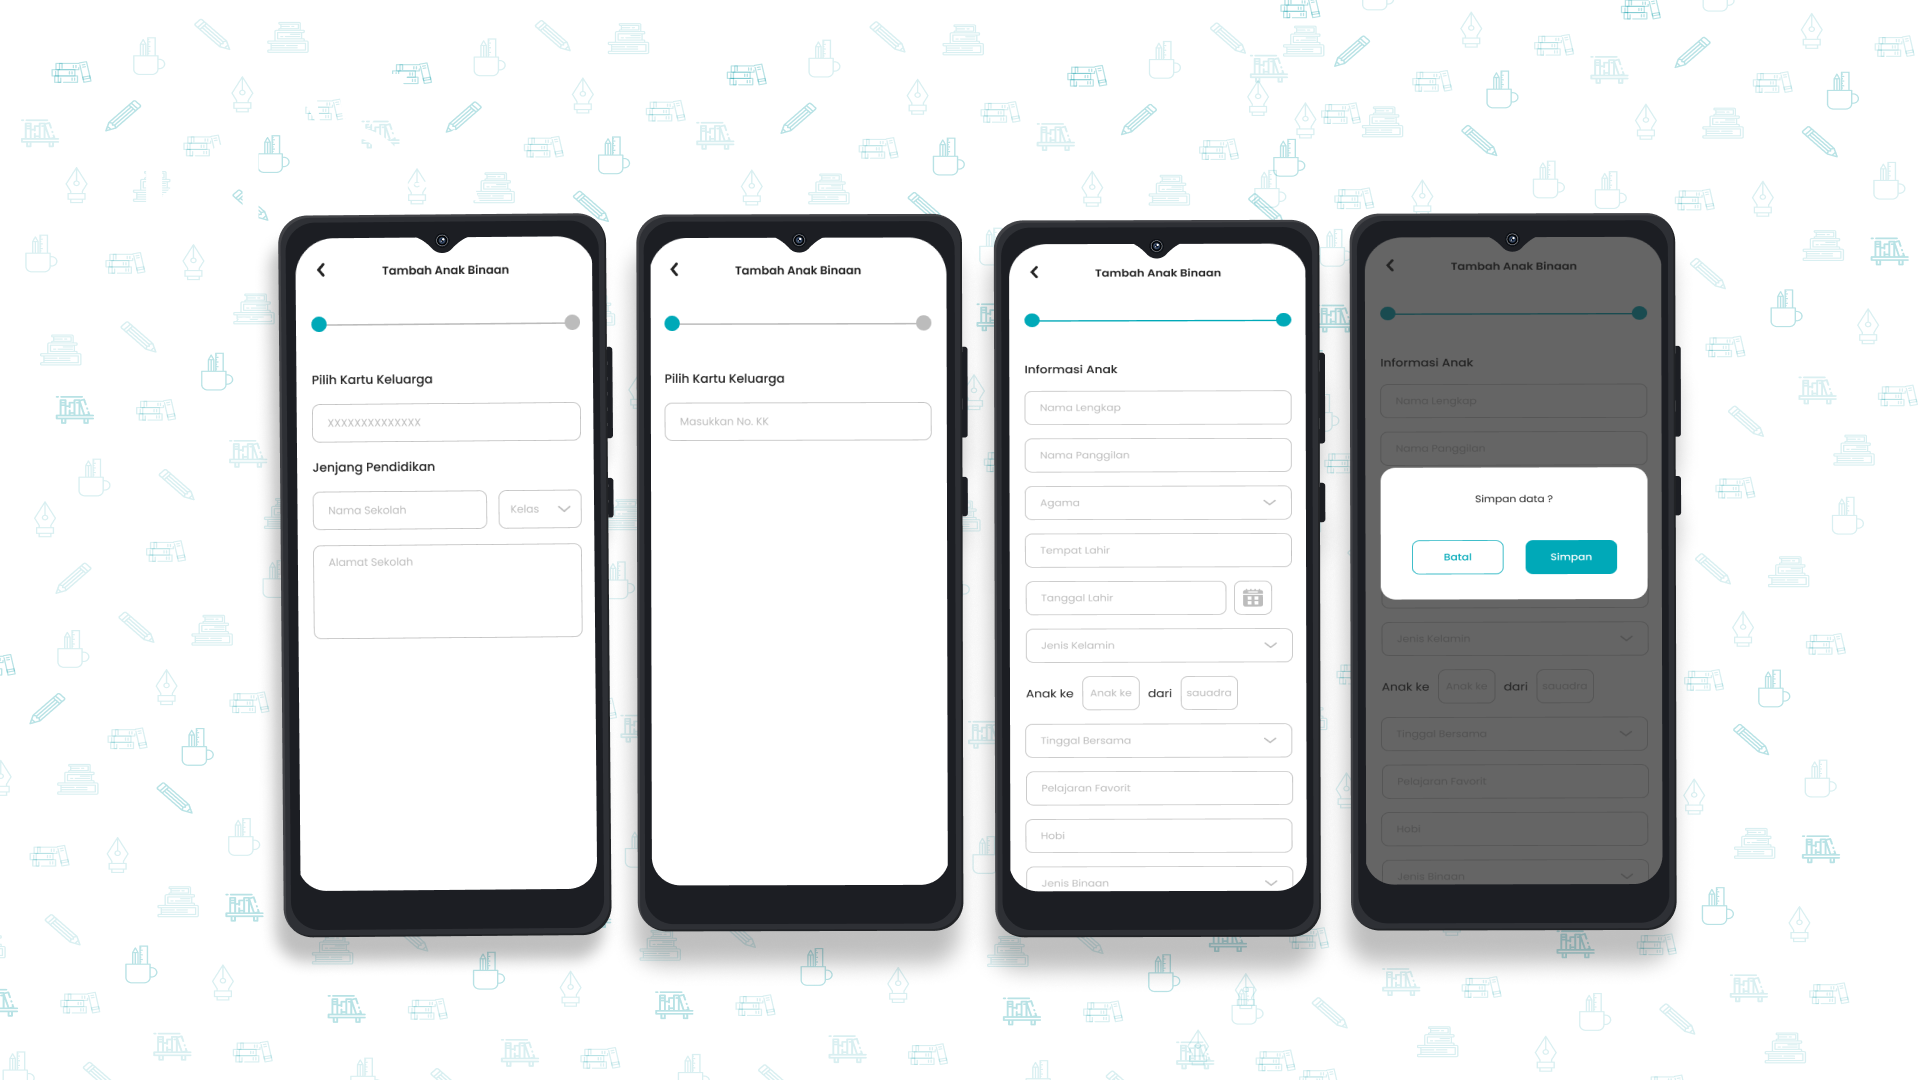 Tambah Anak Binaan
Pilih Kartu Keluarga
XXXXXXXXXXXXXX
Jenjang Pendidikan
Nama Sekolah
Kelas
Alamat Sekolah
Tambah Anak Binaan
Pilih Kartu Keluarga
Masukkan No. KK
Tambah Anak Binaan
Informasi Anak
Nama Lengkap
Nama Panggilan
Agama
Tempat Lahir
Tanggal Lahir
Jenis Kelamin
Anak ke Anak ke dari sauadra
Tinggal Bersama
Pelajaran Favorit
Hobi
Jenis Binaan
Tambah Anak Binaan
Informasi Anak
Nama Lengkap
Nama Panggilan
Simpan data ?
Batal Simpan
Jenis Kelamin
Anak ke Anak ke dari sauadra
Tinggal Bersama
Pelajaran Favorit
Hobi
Jenis Binaan